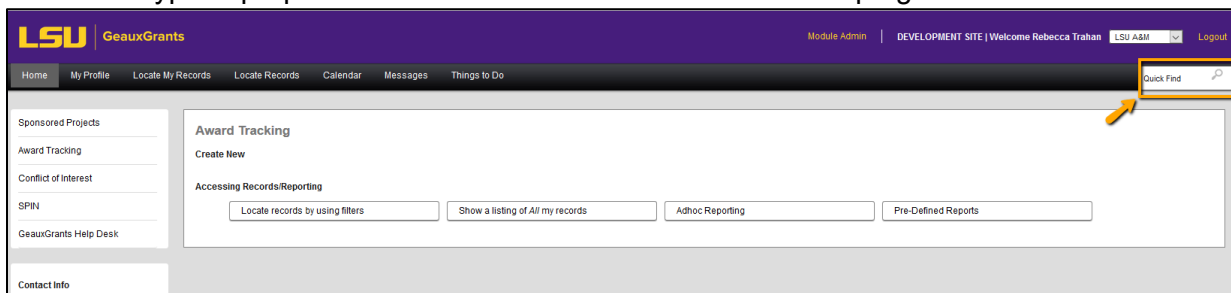 LSU GeauxGrants Module Admin DEVELOPMENT SITE | Welcome Rebecca Trahan LSU A&M Logout
Home My Profile Locate My Records Locate Records Calendar Messages Things to Do Quick Find
Sponsored Projects
Award Tracking
Conflict of Interest
SPIN
GeauxGrants Help Desk
Contact Info
Award Tracking
Create New
Accessing Records/Reporting
Locate records by using filters Show a listing of All my records Adhoc Reporting Pre-Defined Reports